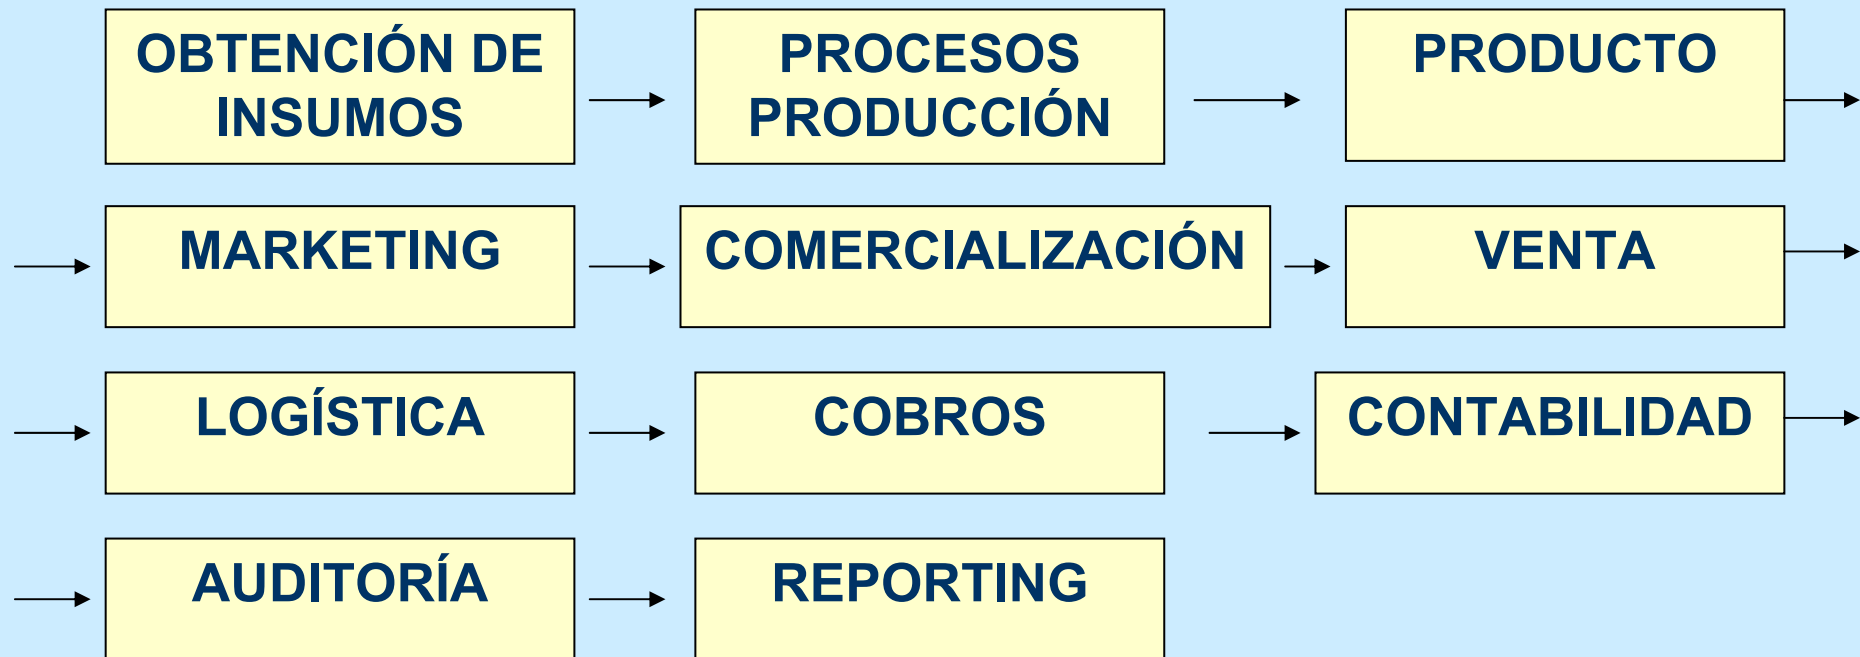 OBTENCIÓN DE
INSUMOS
PROCESOS
PRODUCCIÓN
PRODUCTO
MARKETING
COMERCIALIZACIÓN
VENTA
LOGÍSTICA
COBROS
CONTABILIDAD
AUDITORÍA
REPORTING